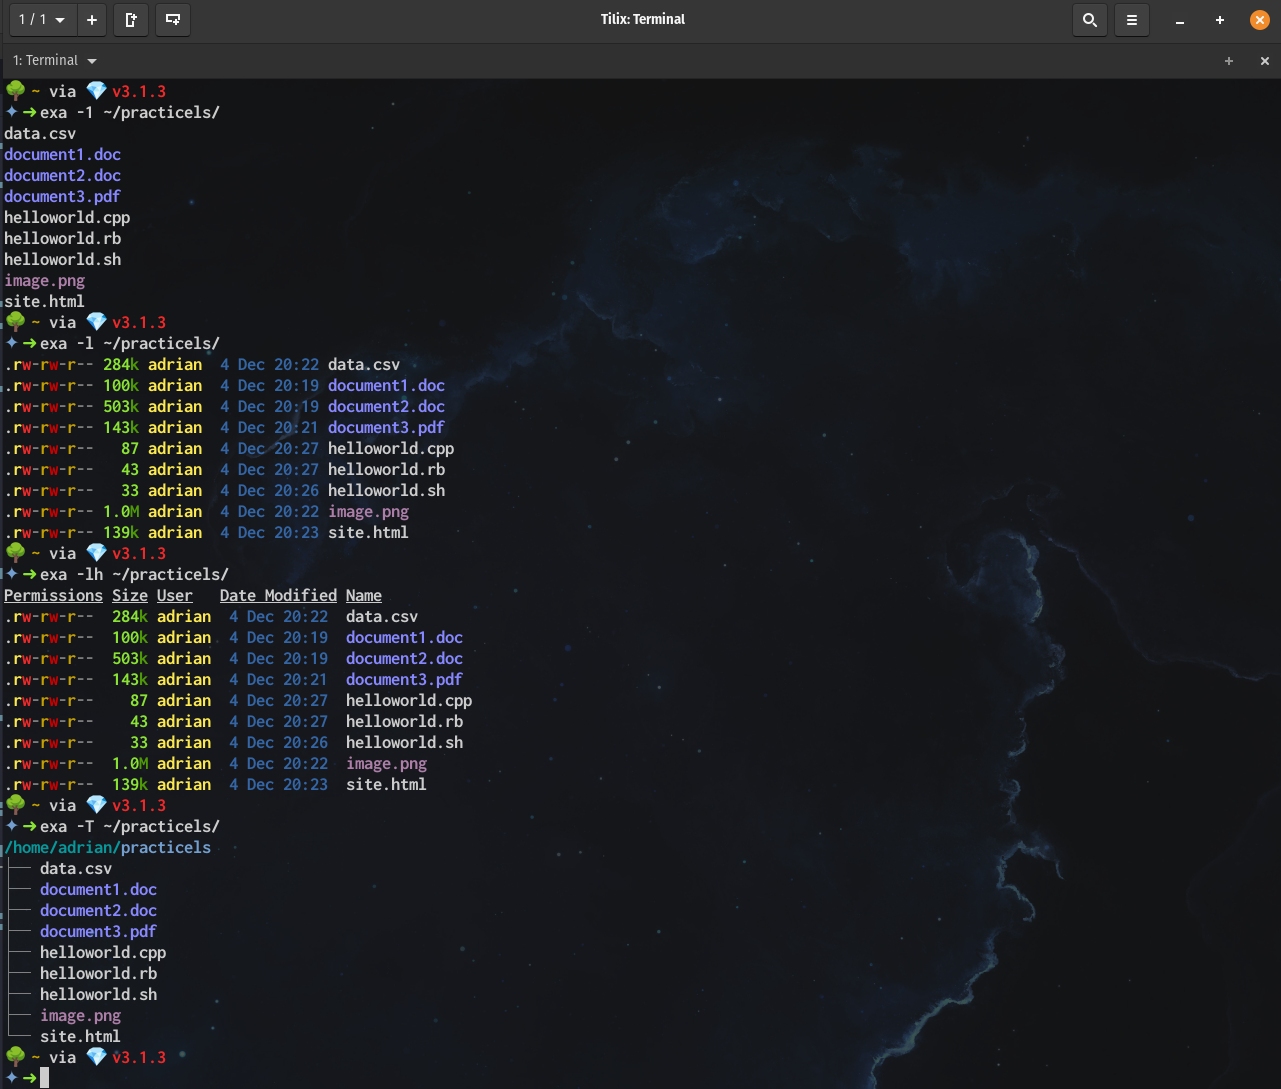 1 / 1
Tilix: Terminal
1: Terminal
~ via v3.1.3
exa -1 ~/practicels/
data.csv
document1.doc
document2.doc
document3.pdf
helloworld.cpp
helloworld.rb
helloworld.sh
image.png
site.html
~ via v3.1.3
exa -l ~/practicels/
.rw-rw-r-- 284k adrian 4 Dec 20:22 data.csv
.rw-rw-r-- 100k adrian 4 Dec 20:19 document1.doc
.rw-rw-r-- 503k adrian 4 Dec 20:19 document2.doc
.rw-rw-r-- 143k adrian 4 Dec 20:21 document3.pdf
.rw-rw-r-- 87 adrian 4 Dec 20:27 helloworld.cpp
.rw-rw-r-- 43 adrian 4 Dec 20:27 helloworld.rb
.rw-rw-r-- 33 adrian 4 Dec 20:26 helloworld.sh
.rw-rw-r-- 1.0M adrian 4 Dec 20:22 image.png
.rw-rw-r-- 139k adrian 4 Dec 20:23 site.html
~ via v3.1.3
exa -lh ~/practicels/
Permissions Size User Date Modified Name
.rw-rw-r-- 284k adrian 4 Dec 20:22 data.csv
.rw-rw-r-- 100k adrian 4 Dec 20:19 document1.doc
.rw-rw-r-- 503k adrian 4 Dec 20:19 document2.doc
.rw-rw-r-- 143k adrian 4 Dec 20:21 document3.pdf
.rw-rw-r-- 87 adrian 4 Dec 20:27 helloworld.cpp
.rw-rw-r-- 43 adrian 4 Dec 20:27 helloworld.rb
.rw-rw-r-- 33 adrian 4 Dec 20:26 helloworld.sh
.rw-rw-r-- 1.0M adrian 4 Dec 20:22 image.png
.rw-rw-r-- 139k adrian 4 Dec 20:23 site.html
~ via v3.1.3
exa -T ~/practicels/
/home/adrian/practicels
data.csv
document1.doc
document2.doc
document3.pdf
helloworld.cpp
helloworld.rb
helloworld.sh
image.png
site.html
~ via v3.1.3